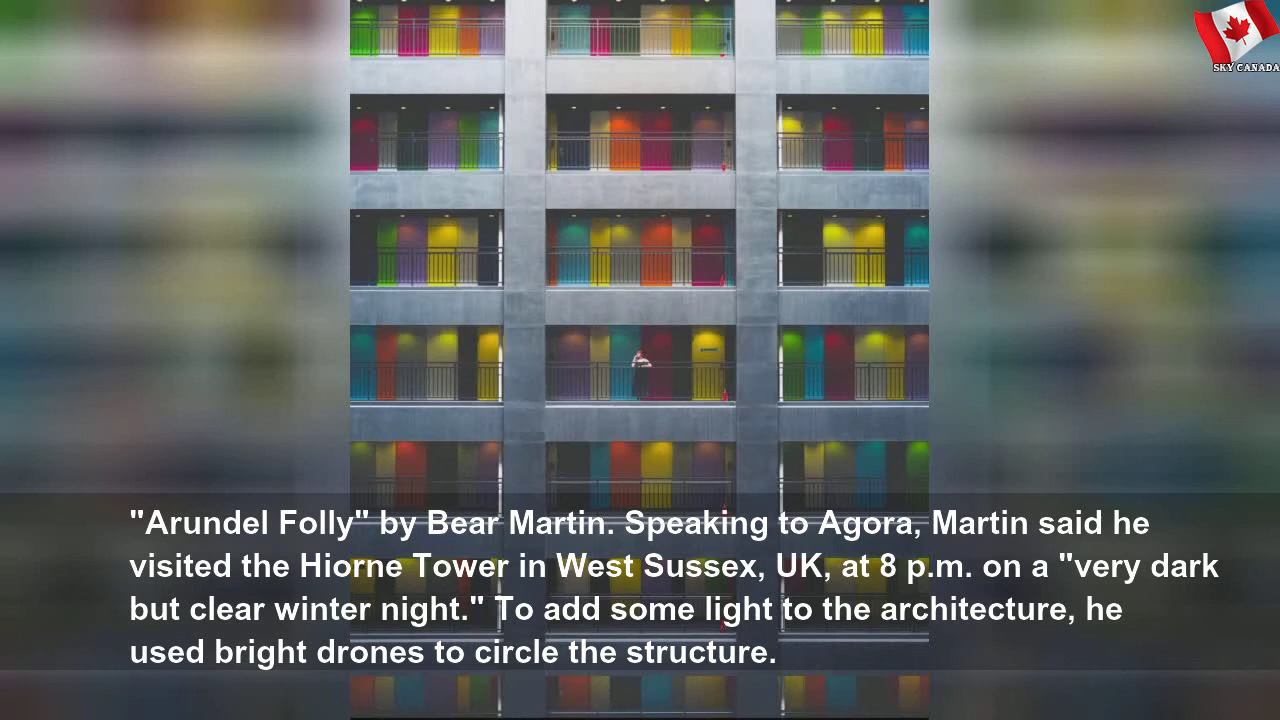 SKY CANADA
"Arundel Folly" by Bear Martin. Speaking to Agora, Martin said he
visited the Hiorne Tower in West Sussex, UK, at 8 p.m. on a "very dark
but clear winter night." To add some light to the architecture, he
used bright drones to circle the structure.